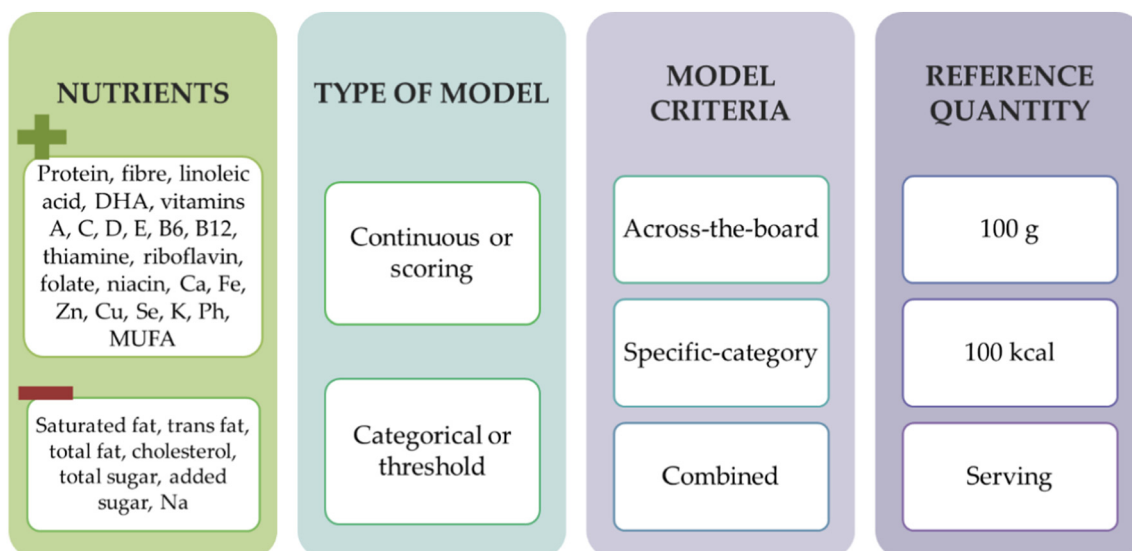 NUTRIENTS
Protein, fibre, linoleic
acid, DHA, vitamins
A, C, D, E, B6, B12,
thiamine, riboflavin,
folate, niacin, Ca, Fe,
Zn, Cu, Se, K, Ph,
MUFA
Saturated fat, trans fat,
total fat, cholesterol,
total sugar, added
sugar, Na
TYPE OF MODEL
Continuous or
scoring
Categorical or
threshold
MODEL
CRITERIA
Across-the-board
Specific-category
Combined
REFERENCE
QUANTITY
100 g
100 kcal
Serving